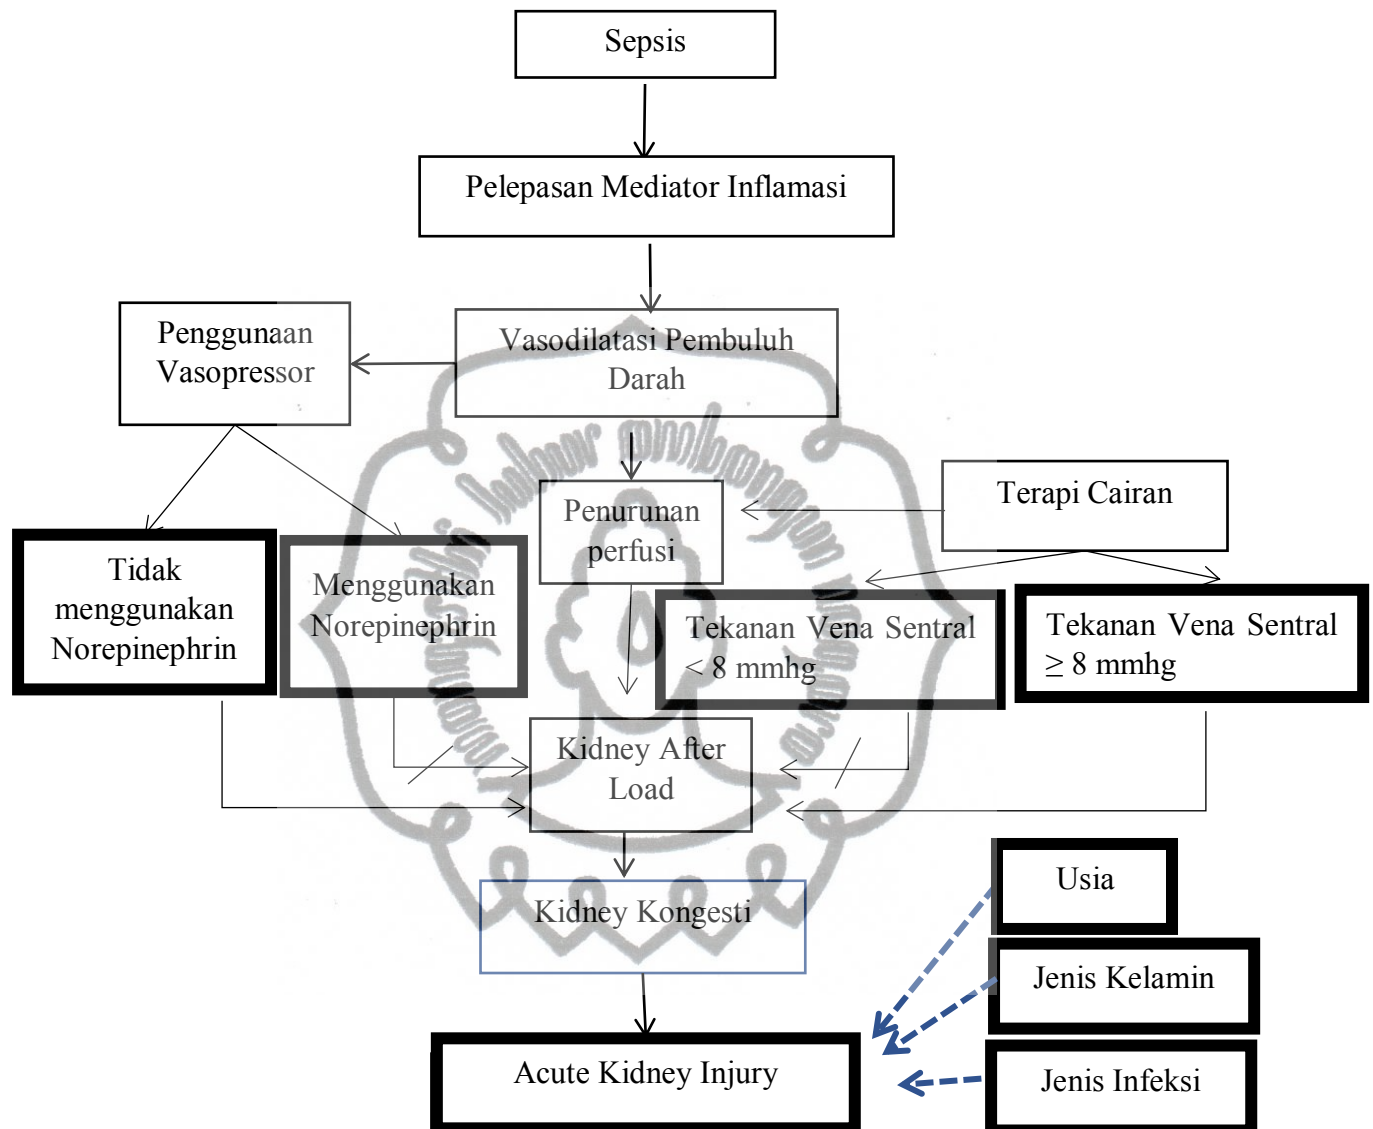 Sepsis
Pelepasan Mediator Inflamasi
Penggunaan
Vasopressor
Vasodilatasi Pembuluh
Darah
Terapi Cairan
Penurunan
perfusi
Tidak
menggunakan
Norepinephrin
Menggunakan
Norepinephrin
Tekanan Vena Sentral
< 8 mmhg
Tekanan Vena Sentral
≥ 8 mmhg
Kidney After
Load
Usia
Kidney Kongesti
Jenis Kelamin
Acute Kidney Injury
Jenis Infeksi